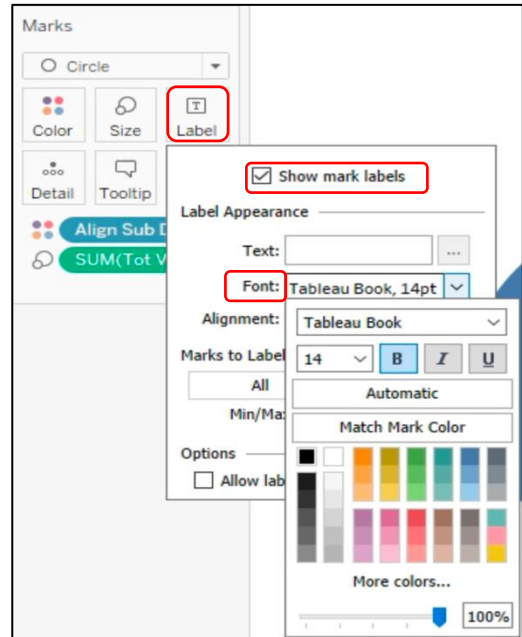 Marks
Circle
Color Size Label
Detail Tooltip
Show mark labels
Label Appearance
Text: ...
Font: Tableau Book, 14pt
Alignment:
Tableau Book
14 B I U
Marks to Label
All
Min/Ma
Automatic
Match Mark Color
Options
Allow lab
More colors...
100%
Align Sub
SUM(Tot V